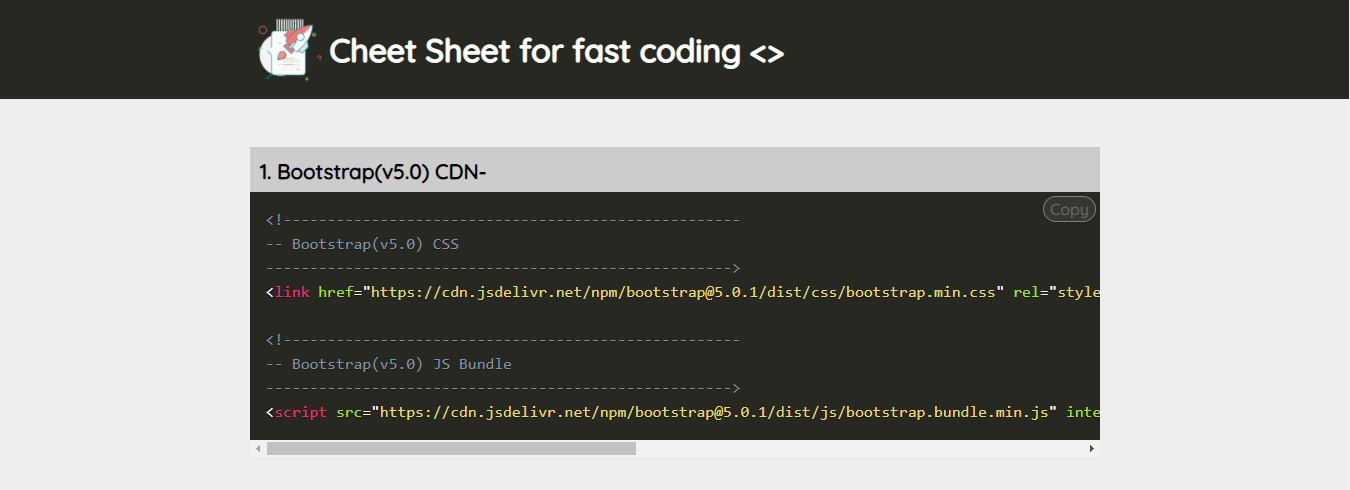 Cheet Sheet for fast coding <>
1. Bootstrap(v5.0) CDN-
Copy
<!----------------------------------------------------
-- Bootstrap(v5.0) CSS
----------------------------------------------------->
<link href="https://cdn.jsdelivr.net/npm/bootstrap@5.0.1/dist/css/bootstrap.min.css" rel="style
<!----------------------------------------------------
-- Bootstrap(v5.0) JS Bundle
----------------------------------------------------->
<script src="https://cdn.jsdelivr.net/npm/bootstrap@5.0.1/dist/js/bootstrap.bundle.min.js" inte